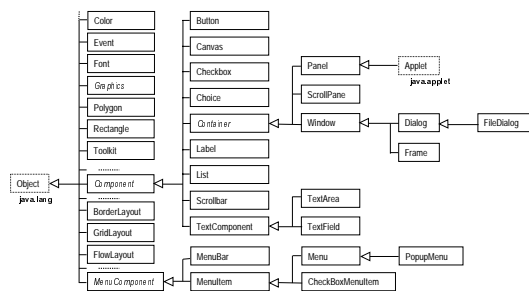 Color
Event
Font
Graphics
Polygon
Rectangle
Toolkit
..........
Object
java.lang
Component
..........
BorderLayout
GridLayout
FlowLayout
..........
MenuComponent
Button
Canvas
Checkbox
Choice
Container
Label
List
Scrollbar
TextComponent
MenuBar
MenuItem
Panel
ScrollPane
Window
TextArea
TextField
Menu
CheckBoxMenuItem
Applet
java.applet
Dialog
Frame
PopupMenu
FileDialog